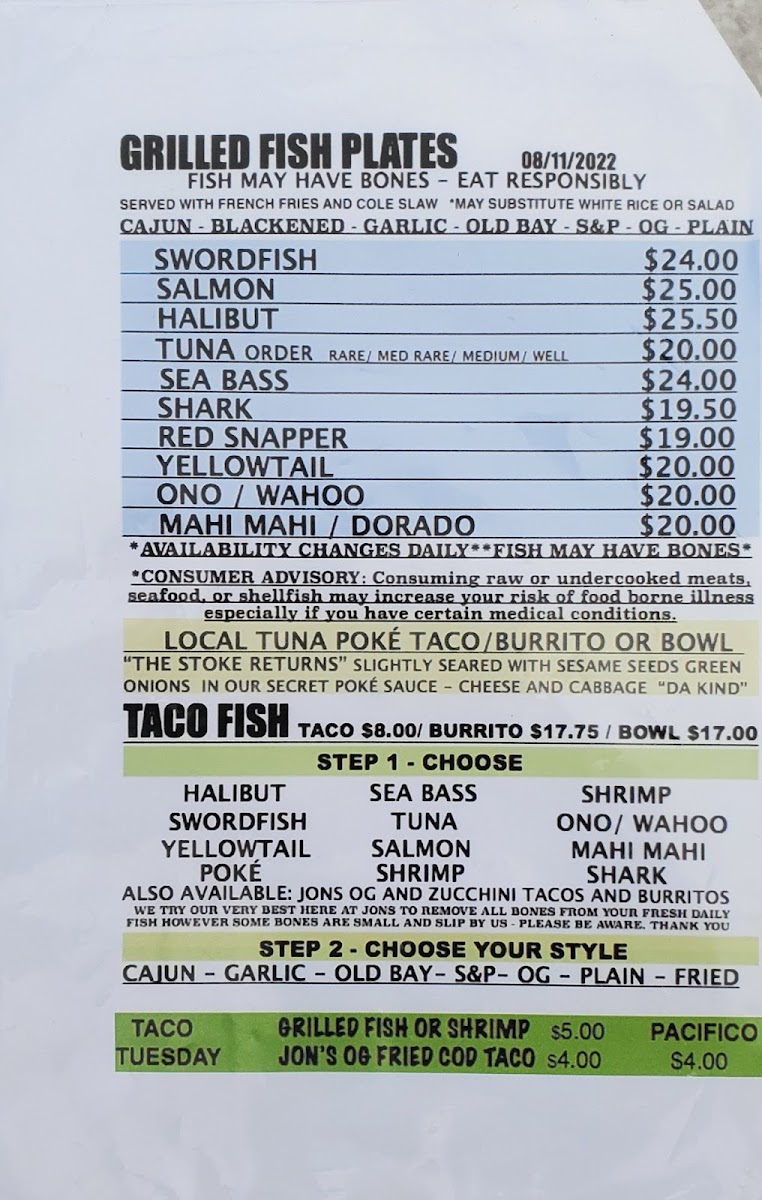 GRILLED FISH PLATES 08/11/2022
FISH MAY HAVE BONES - EAT RESPONSIBLY
SERVED WITH FRENCH FRIES AND COLE SLAW *MAY SUBSTITUTE WHITE RICE OR SALAD
CAJUN - BLACKENED - GARLIC - OLD BAY - S&P - OG - PLAIN
SWORDFISH $24.00
SALMON $25.00
HALIBUT $25.50
TUNA ORDER RARE/ MED RARE/ MEDIUM/ WELL $20.00
SEA BASS $24.00
SHARK $19.50
RED SNAPPER $19.00
YELLOWTAIL $20.00
ONO / WAHOO $20.00
MAHI MAHI / DORADO $20.00
*AVAILABILITY CHANGES DAILY**FISH MAY HAVE BONES*
*CONSUMER ADVISORY: Consuming raw or undercooked meats,
seafood, or shellfish may increase your risk of food borne illness
especially if you have certain medical conditions.
LOCAL TUNA POKÉ TACO/BURRITO OR BOWL
"THE STOKE RETURNS" SLIGHTLY SEARED WITH SESAME SEEDS GREEN
ONIONS IN OUR SECRET POKÉ SAUCE - CHEESE AND CABBAGE "DA KIND"
TACO FISH TACO $8.00/ BURRITO $17.75 / BOWL $17.00
STEP 1 - CHOOSE
HALIBUT SEA BASS SHRIMP
SWORDFISH TUNA ONO/ WAHOO
YELLOWTAIL SALMON MAHI MAHI
POKÉ SHRIMP SHARK
ALSO AVAILABLE: JONS OG AND ZUCCHINI TACOS AND BURRITOS
WE TRY OUR VERY BEST HERE AT JONS TO REMOVE ALL BONES FROM YOUR FRESH DAILY
FISH HOWEVER SOME BONES ARE SMALL AND SLIP BY US - PLEASE BE AWARE. THANK YOU
STEP 2 - CHOOSE YOUR STYLE
CAJUN - GARLIC - OLD BAY- S&P- OG - PLAIN - FRIED
TACO GRILLED FISH OR SHRIMP $5.00 PACIFICO
TUESDAY JON'S OG FRIED COD TACO $4.00 $4.00